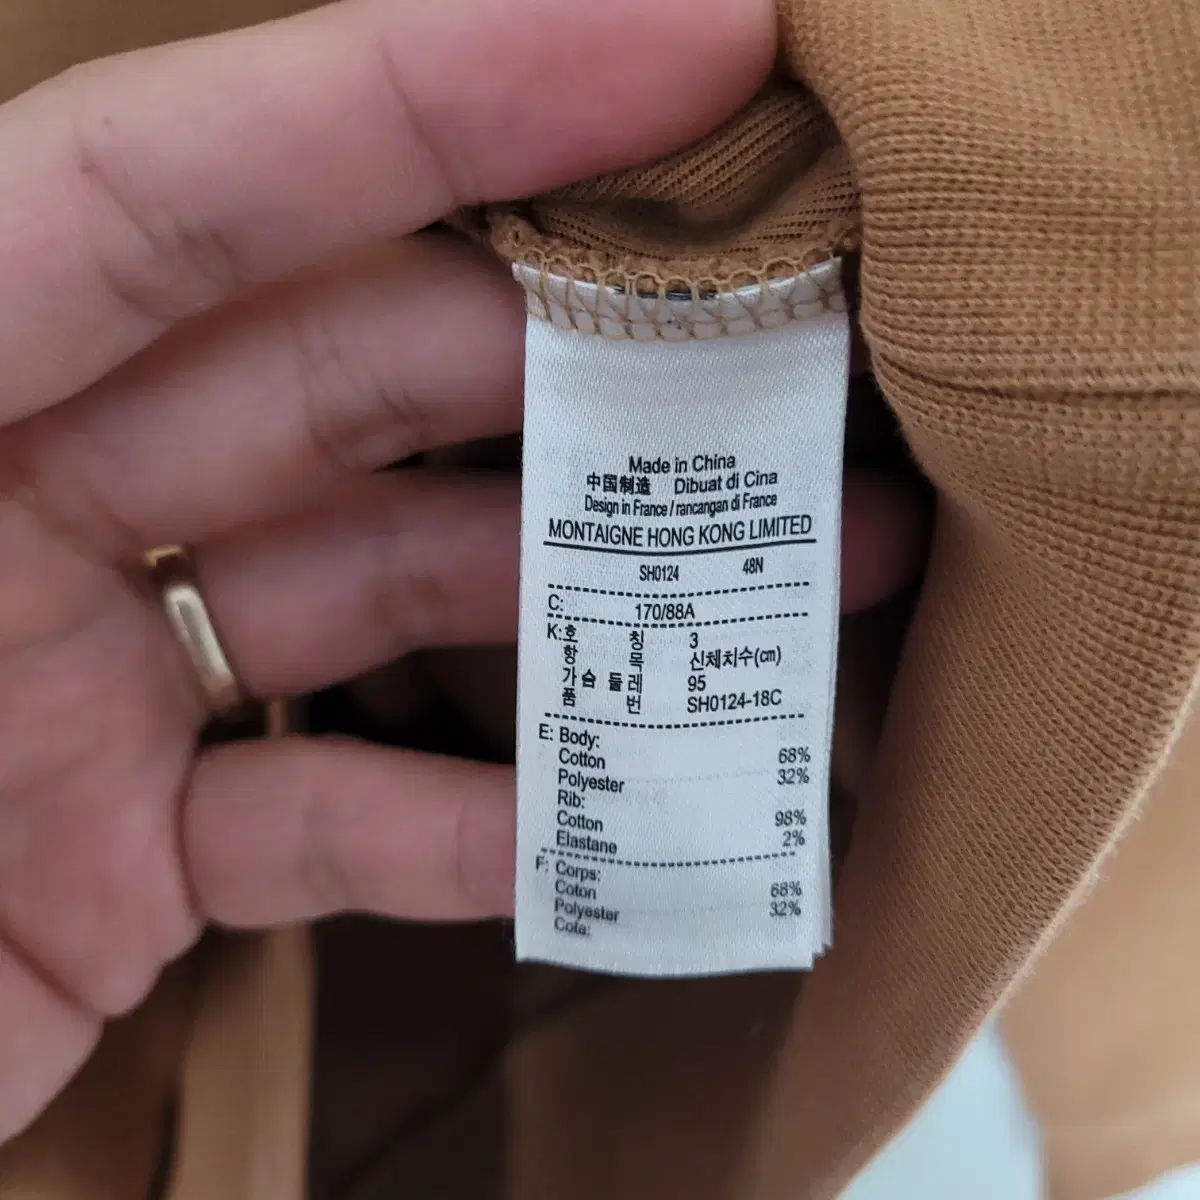 Made in China
中国制造 Dibuat di Cina
Design in France / rancangan di France
MONTAIGNE HONG KONG LIMITED
SH0124 48N
C: 170/88A
K:호 칭 3
항 목 신체치수(cm)
가슴 둘레 95
품 번 SH0124-18C
E: Body:
Cotton 68%
Polyester 32%
Rib:
Cotton 98%
Elastane 2%
F: Corps:
Coton 68%
Polyester 32%
Cota: